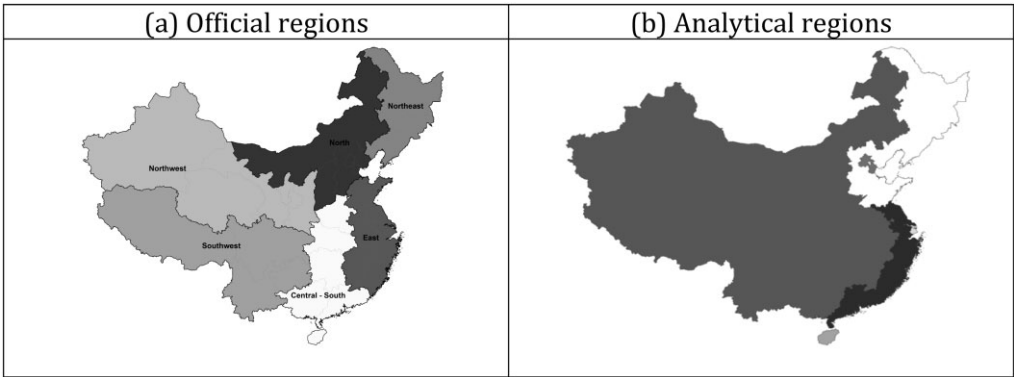 (a) Official regions
(b) Analytical regions
Northeast
North
Northwest
Southwest
East
Central - South